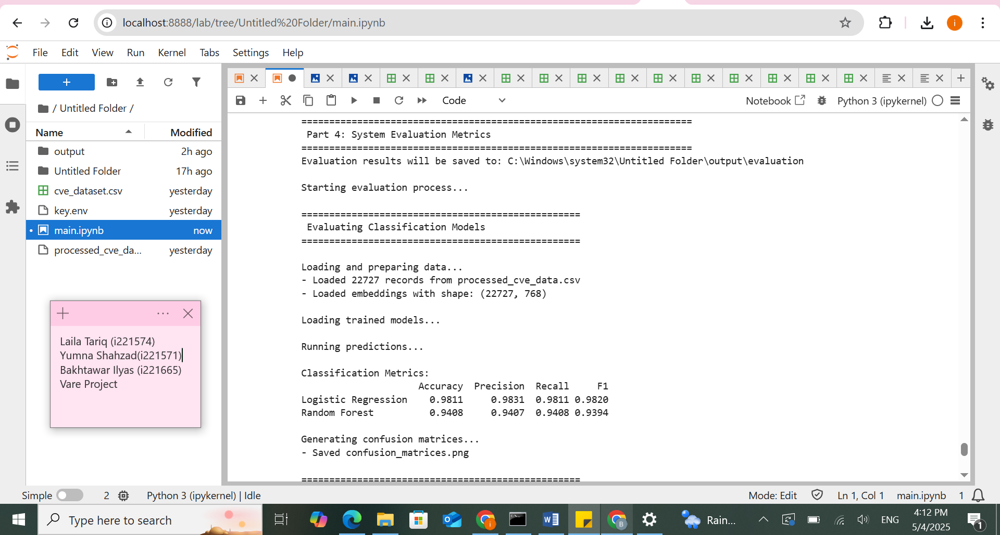 localhost:8888/lab/tree/Untitled%20Folder/main.ipynb
i
File Edit View Run Kernel Tabs Settings Help
+
/ Untitled Folder /
Name Modified
output 2h ago
Untitled Folder 17h ago
cve_dataset.csv yesterday
key.env yesterday
• main.ipynb now
processed_cve_da... yesterday
Laila Tariq (i221574)
Yumna Shahzad(i221571)
Bakhtawar Ilyas (i221665)
Vare Project
Code
Notebook
Python 3 (ipykernel)
======================================================================
Part 4: System Evaluation Metrics
======================================================================
Evaluation results will be saved to: C:\Windows\system32\Untitled Folder\output\evaluation
Starting evaluation process...
==================================================
Evaluating Classification Models
==================================================
Loading and preparing data...
- Loaded 22727 records from processed_cve_data.csv
- Loaded embeddings with shape: (22727, 768)
Loading trained models...
Running predictions...
Classification Metrics:
Accuracy Precision Recall F1
Logistic Regression 0.9811 0.9831 0.9811 0.9820
Random Forest 0.9408 0.9407 0.9408 0.9394
Generating confusion matrices...
- Saved confusion_matrices.png
==================================================
Simple 2 Python 3 (ipykernel) | Idle Mode: Edit Ln 1, Col 1 main.ipynb 1
Type here to search
Rain...
ENG
4:12 PM
5/4/2025
1